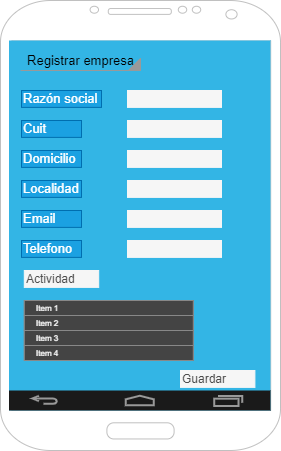 Registrar empresa
Razón social
Cuit
Domicilio
Localidad
Email
Telefono
Actividad
Item 1
Item 2
Item 3
Item 4
Guardar